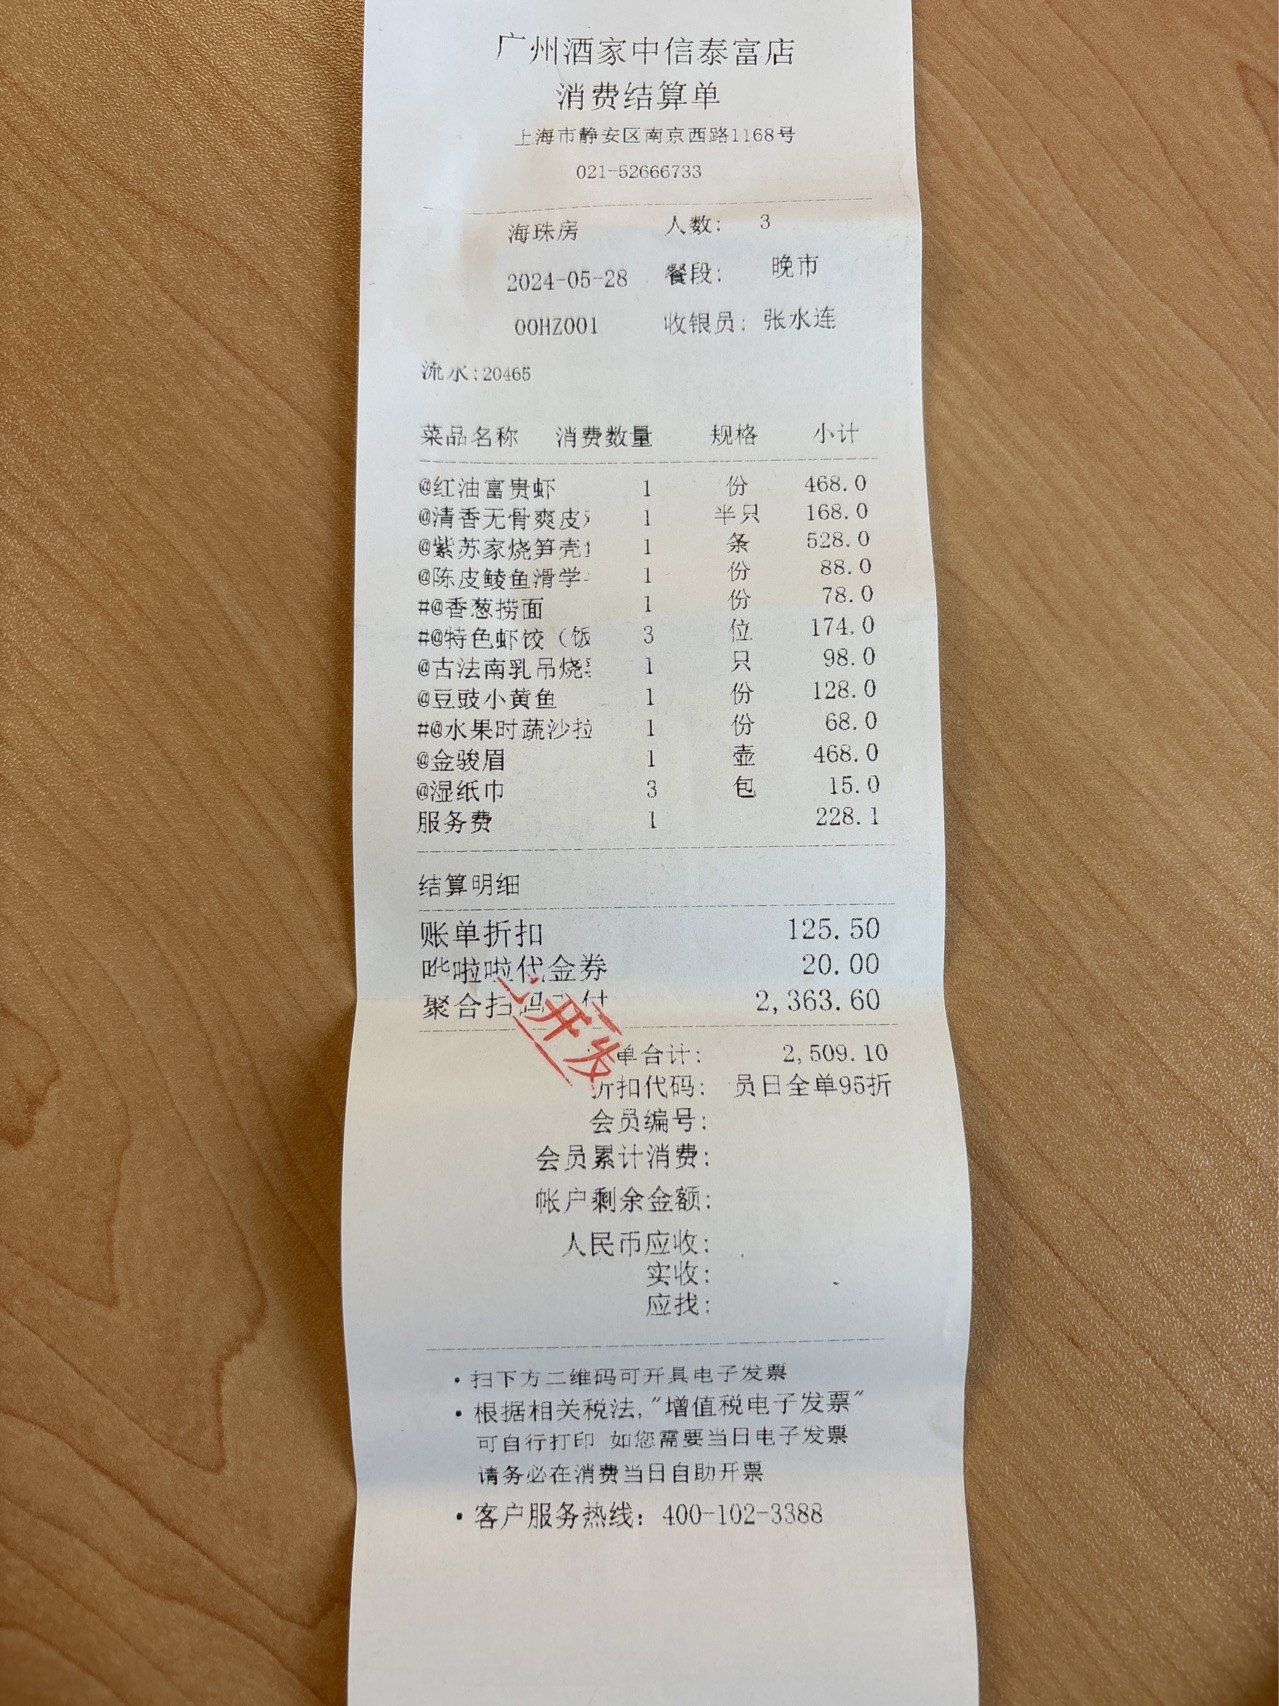 广州酒家中信泰富店
消费结算单
上海市静安区南京西路1168号
021-52666733
海珠房 人数: 3
2024-05-28 餐段: 晚市
00HZ001 收银员: 张水连
流水:20465
菜品名称 消费数量 规格 小计
@红油富贵虾 1 份 468.0
@清香无骨爽皮 1 半只 168.0
@紫苏家烧笋壳 1 条 528.0
@陈皮鲮鱼滑学 1 份 88.0
#@香葱捞面 1 份 78.0
#@特色虾饺（饭 3 位 174.0
@古法南乳吊烧 1 只 98.0
@豆豉小黄鱼 1 份 128.0
#@水果时蔬沙拉 1 份 68.0
@金骏眉 1 壶 468.0
@湿纸巾 3 包 15.0
服务费 1 228.1
结算明细
账单折扣 125.50
哗啦啦代金券 20.00
聚合扫码 付 2,363.60
开发
单合计: 2,509.10
折扣代码: 员日全单95折
会员编号:
会员累计消费:
帐户剩余金额:
人民币应收:
实收:
应找:
·扫下方二维码可开具电子发票
·根据相关税法,"增值税电子发票"
可自行打印 如您需要当日电子发票
请务必在消费当日自助开票
·客户服务热线: 400-102-3388